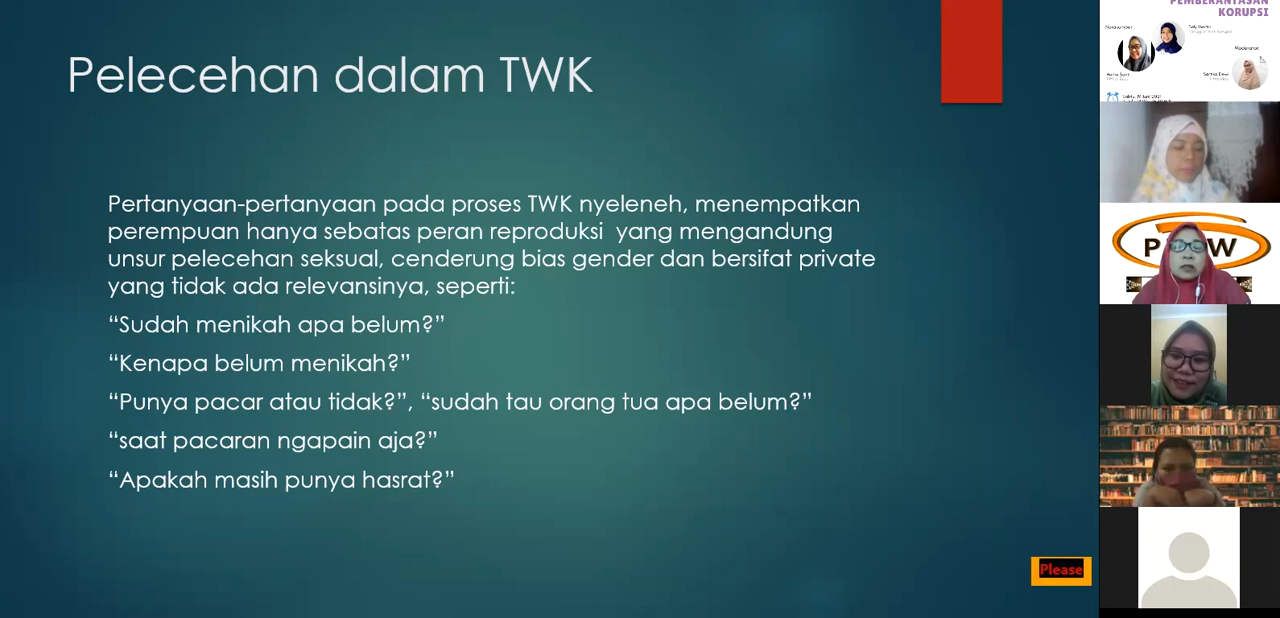 Pelecehan dalam TWK
Pertanyaan-pertanyaan pada proses TWK nyeleneh, menempatkan
perempuan hanya sebatas peran reproduksi yang mengandung
unsur pelecehan seksual, cenderung bias gender dan bersifat private
yang tidak ada relevansinya, seperti:
“Sudah menikah apa belum?”
“Kenapa belum menikah?”
“Punya pacar atau tidak?”, “sudah tau orang tua apa belum?”
“saat pacaran ngapain aja?”
“Apakah masih punya hasrat?”
Please
PEMBERANTASAN
KORUPSI
Moderator